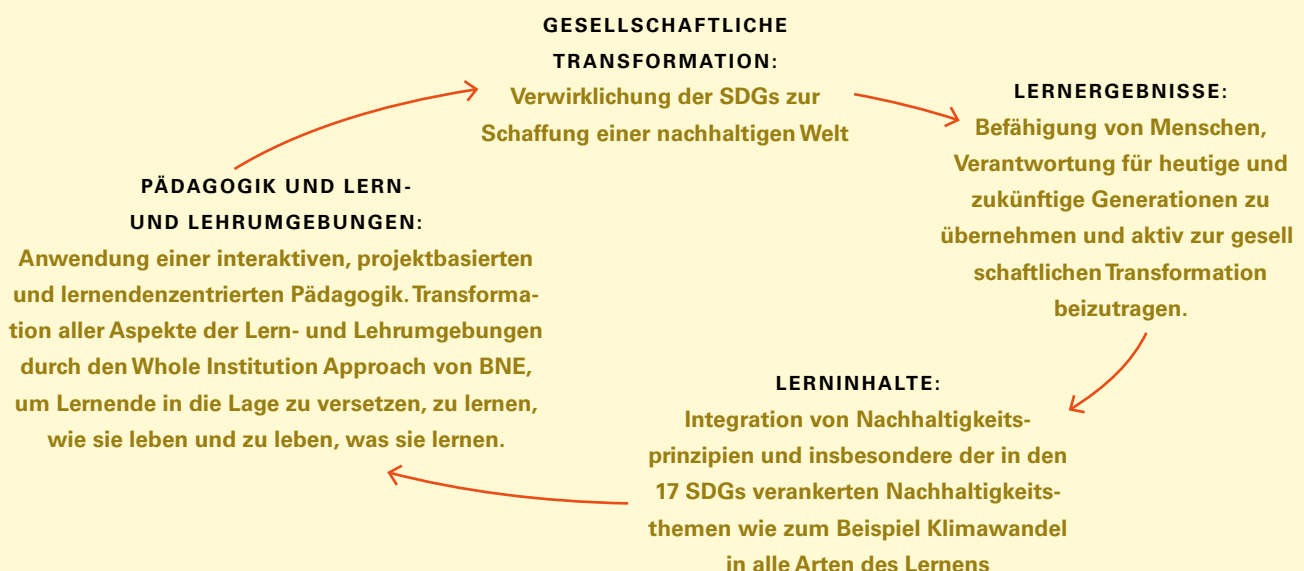 GESELLSCHAFTLICHE
TRANSFORMATION:
Verwirklichung der SDGs zur
Schaffung einer nachhaltigen Welt
LERNERGEBNISSE:
Befähigung von Menschen,
Verantwortung für heutige und
zukünftige Generationen zu
übernehmen und aktiv zur gesell
schaftlichen Transformation
beizutragen.
LERNINHALTE:
Integration von Nachhaltigkeits-
prinzipien und insbesondere der in den
17 SDGs verankerten Nachhaltigkeits-
themen wie zum Beispiel Klimawandel
in alle Arten des Lernens
PÄDAGOGIK UND LERN-
UND LEHRUMGEBUNGEN:
Anwendung einer interaktiven, projektbasierten
und lernendenzentrierten Pädagogik. Transforma-
tion aller Aspekte der Lern- und Lehrumgebungen
durch den Whole Institution Approach von BNE,
um Lernende in die Lage zu versetzen, zu lernen,
wie sie leben und zu leben, was sie lernen.